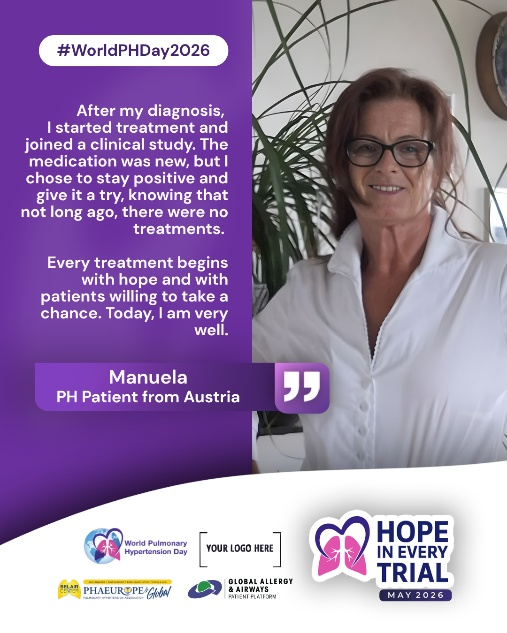 #WorldPHDay2026
After my diagnosis,
I started treatment and
joined a clinical study. The
medication was new, but I
chose to stay positive and
give it a try, knowing that
not long ago, there were no
treatments.
Every treatment begins
with hope and with
patients willing to take a
chance. Today, I am very
well.
Manuela
PH Patient from Austria
World Pulmonary
Hypertension Day
YOUR LOGO HERE
HOPE
IN EVERY
TRIAL
MAY 2026
PHAEUROPE & Global
GLOBAL ALLERGY
& AIRWAYS
PATIENT PLATFORM